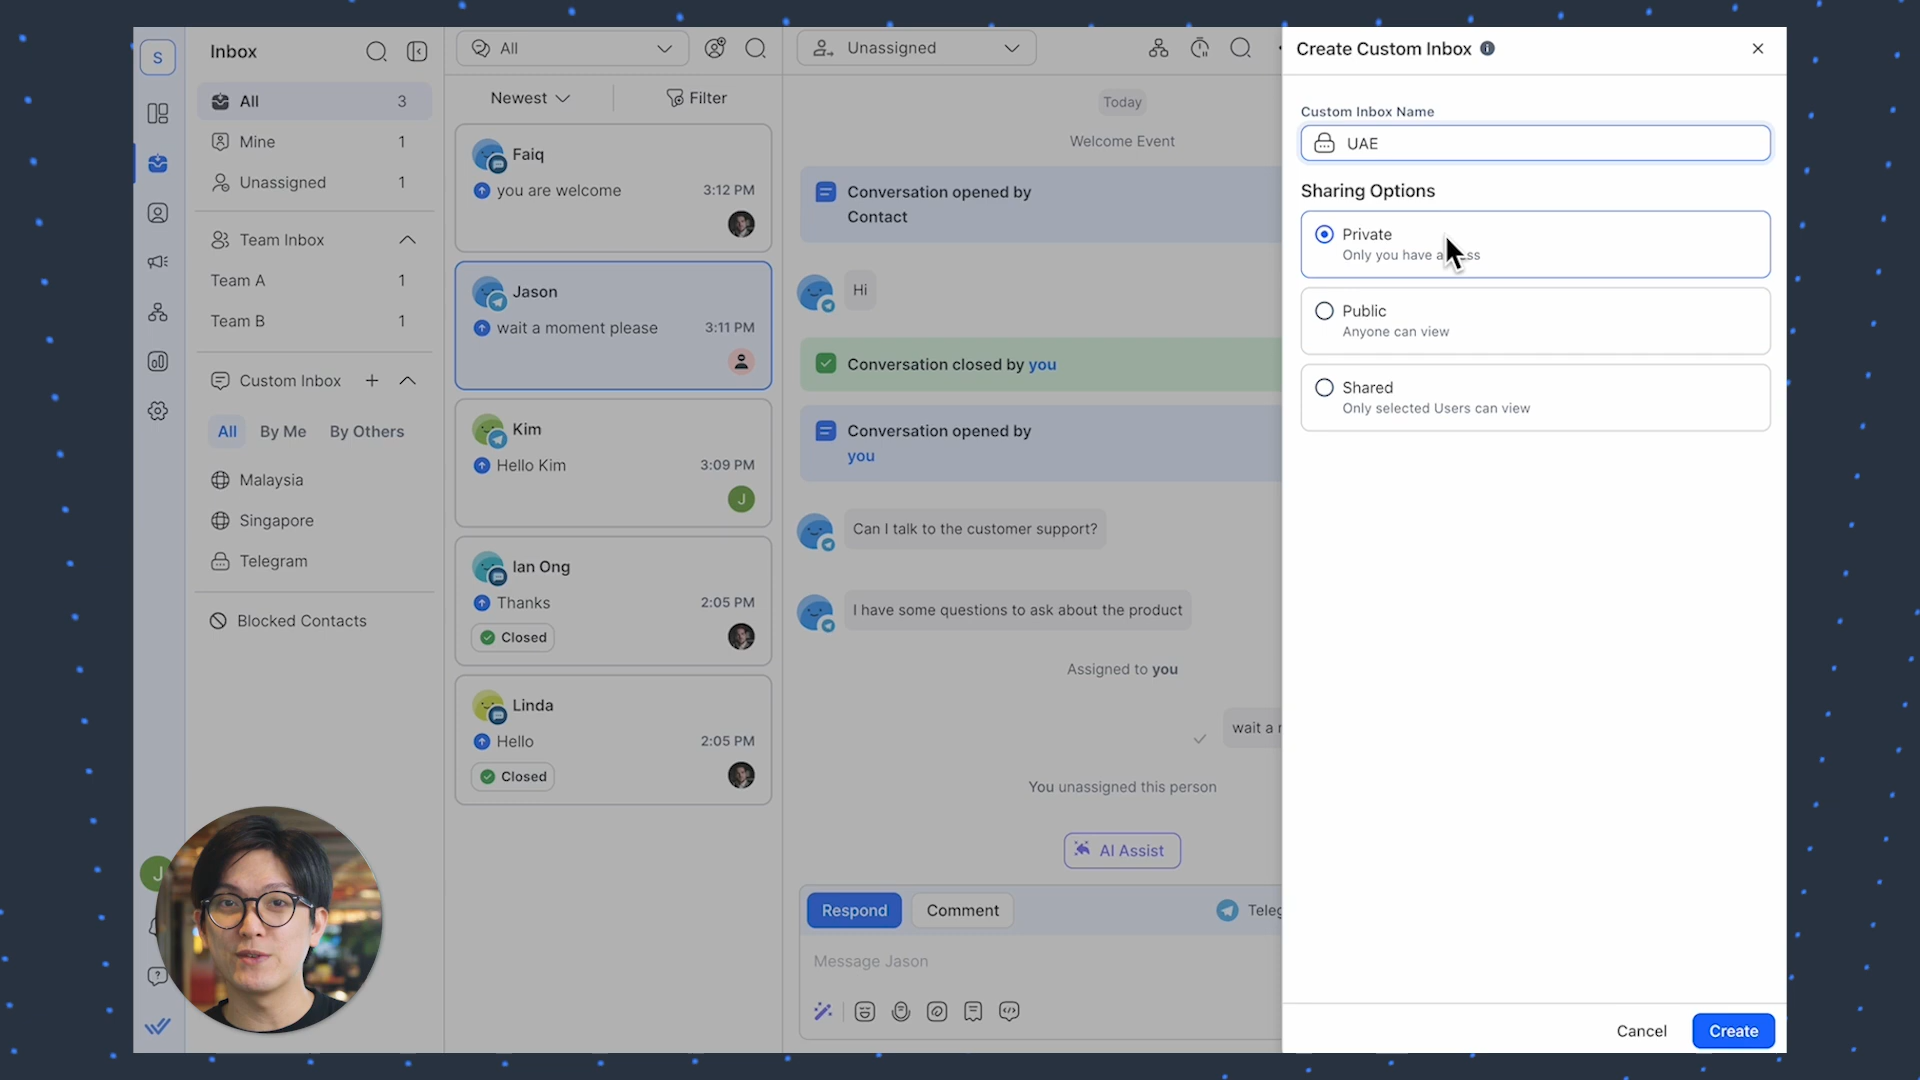 S
Inbox
All 3
Mine 1
Unassigned 1
Team Inbox
Team A 1
Team B 1
Custom Inbox
All By Me By Others
Malaysia
Singapore
Telegram
Blocked Contacts
J
All
Newest
Filter
Faiq
you are welcome 3:12 PM
Jason
wait a moment please 3:11 PM
Kim
Hello Kim 3:09 PM
J
Ian Ong
Thanks 2:05 PM
Closed
Linda
Hello 2:05 PM
Closed
Unassigned
Today
Welcome Event
Conversation opened by
Contact
Hi
Conversation closed by you
Conversation opened by
you
Can I talk to the customer support?
I have some questions to ask about the product
Assigned to you
wait a
You unassigned this person
AI Assist
Respond
Comment
Teleg
Message Jason
Create Custom Inbox
Custom Inbox Name
UAE
Sharing Options
Private
Only you have a ss
Public
Anyone can view
Shared
Only selected Users can view
Cancel
Create